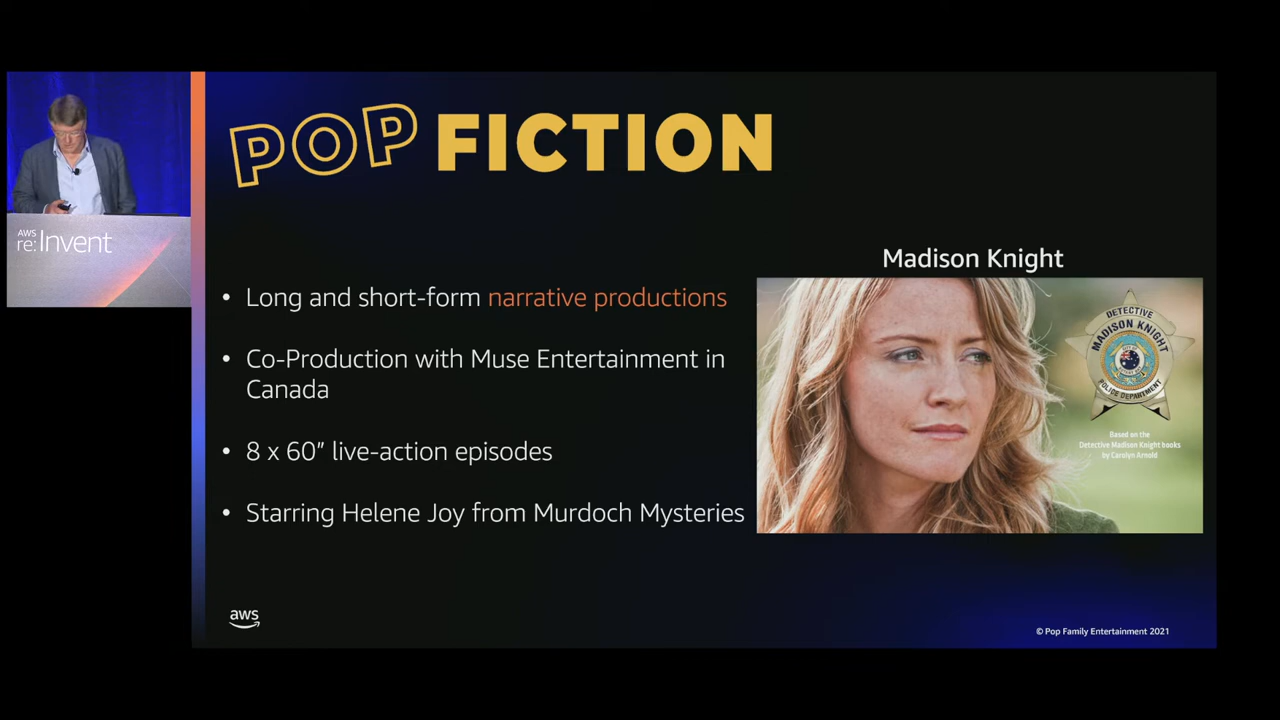 POP FICTION
AWS
re:Invent
Madison Knight
• Long and short-form narrative productions
• Co-Production with Muse Entertainment in
Canada
• 8 x 60″ live-action episodes
• Starring Helene Joy from Murdoch Mysteries
DETECTIVE
MADISON KNIGHT
POLICE DEPARTMENT
Based on the
Detective Madison Knight books
by Carolyn Arnold
aws
© Pop Family Entertainment 2021